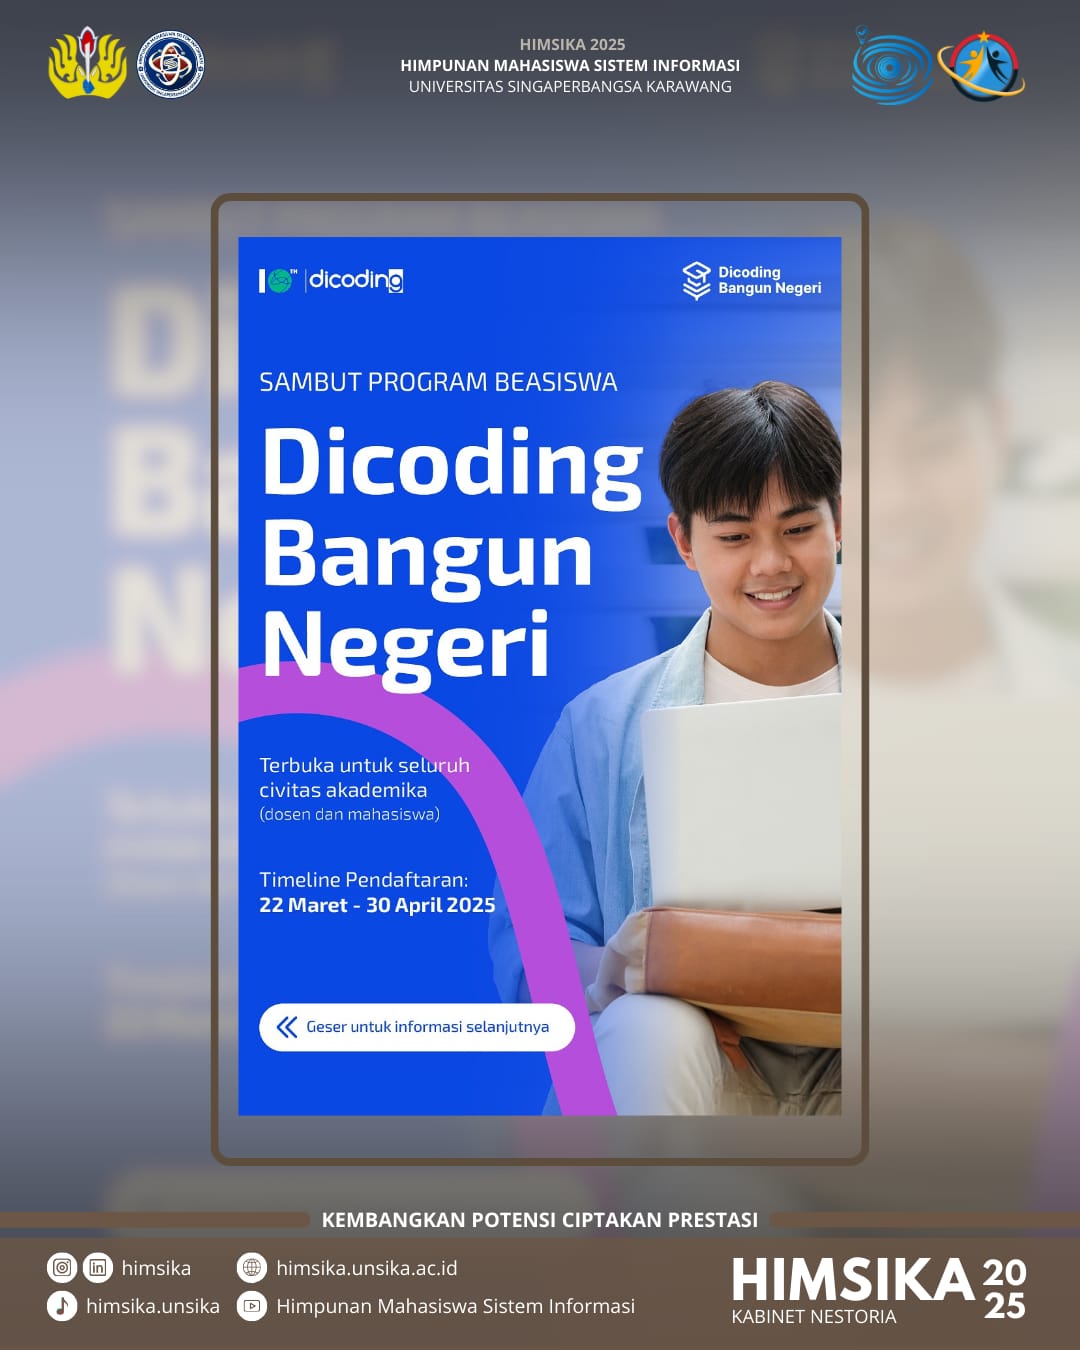 HIMSIKA 2025
HIMPUNAN MAHASISWA SISTEM INFORMASI
UNIVERSITAS SINGAPERBANGSA KARAWANG
dicoding
Dicoding
Bangun Negeri
SAMBUT PROGRAM BEASISWA
Dicoding
Bangun
Negeri
Terbuka untuk seluruh
civitas akademika
(dosen dan mahasiswa)
Timeline Pendaftaran:
22 Maret - 30 April 2025
Geser untuk informasi selanjutnya
KEMBANGKAN POTENSI CIPTAKAN PRESTASI
himsika
himsika.unsika.ac.id
himsika.unsika
Himpunan Mahasiswa Sistem Informasi
HIMSIKA 2025
KABINET NESTORIA